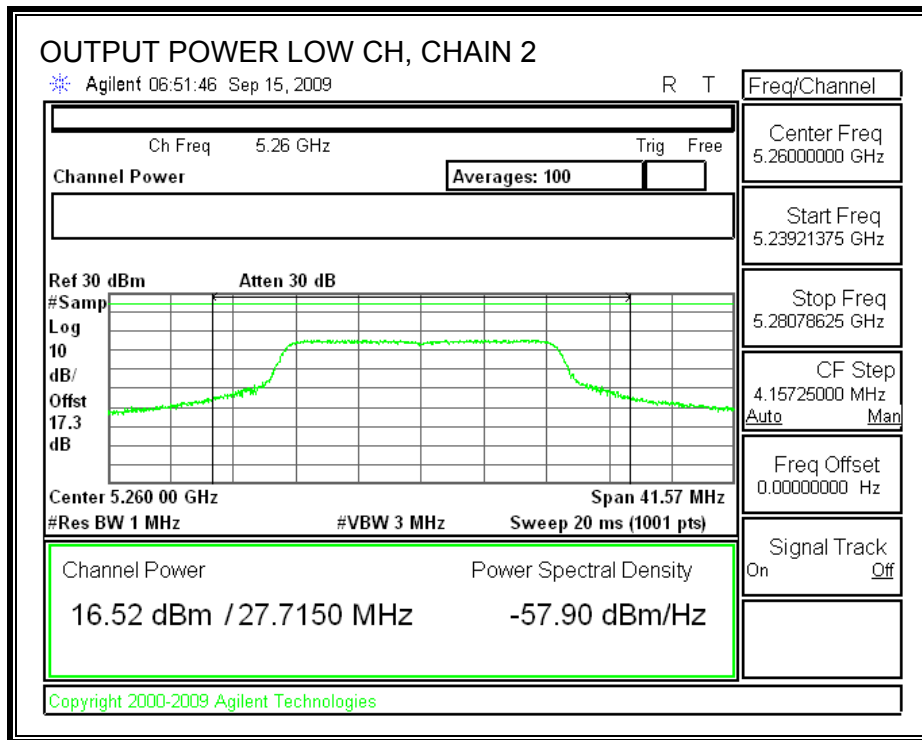 OUTPUT POWER LOW CH, CHAIN 2
Agilent 06:51:46 Sep 15, 2009 R T
Freq/Channel
Ch Freq 5.26 GHz Trig Free
Channel Power Averages: 100
Center Freq
5.26000000 GHz
Start Freq
5.23921375 GHz
Stop Freq
5.28078625 GHz
CF Step
4.15725000 MHz
Auto Man
Freq Offset
0.00000000 Hz
Signal Track
On Off
Ref 30 dBm Atten 30 dB
#Samp
Log
10
dB/
Offst
17.3
dB
Center 5.260 00 GHz Span 41.57 MHz
#Res BW 1 MHz #VBW 3 MHz Sweep 20 ms (1001 pts)
Channel Power Power Spectral Density
16.52 dBm / 27.7150 MHz -57.90 dBm/Hz
Copyright 2000-2009 Agilent Technologies